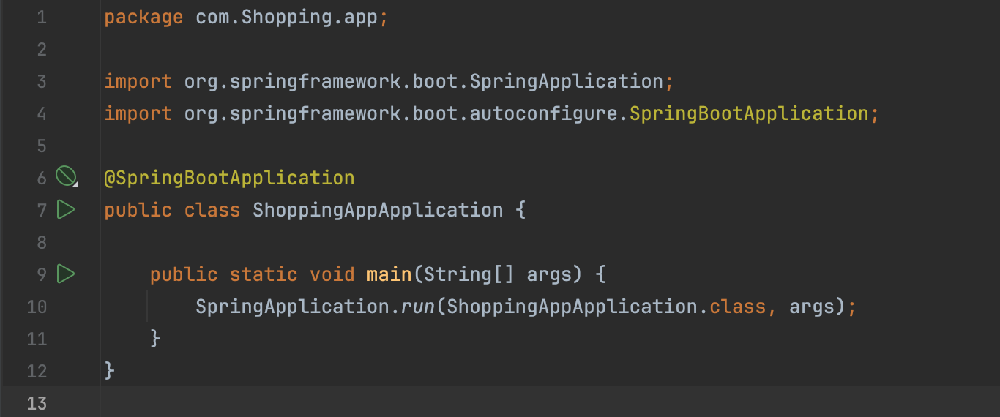 1 package com.Shopping.app;
2
3 import org.springframework.boot.SpringApplication;
4 import org.springframework.boot.autoconfigure.SpringBootApplication;
5
6 @SpringBootApplication
7 public class ShoppingAppApplication {
8
9     public static void main(String[] args) {
10         SpringApplication.run(ShoppingAppApplication.class, args);
11     }
12 }
13